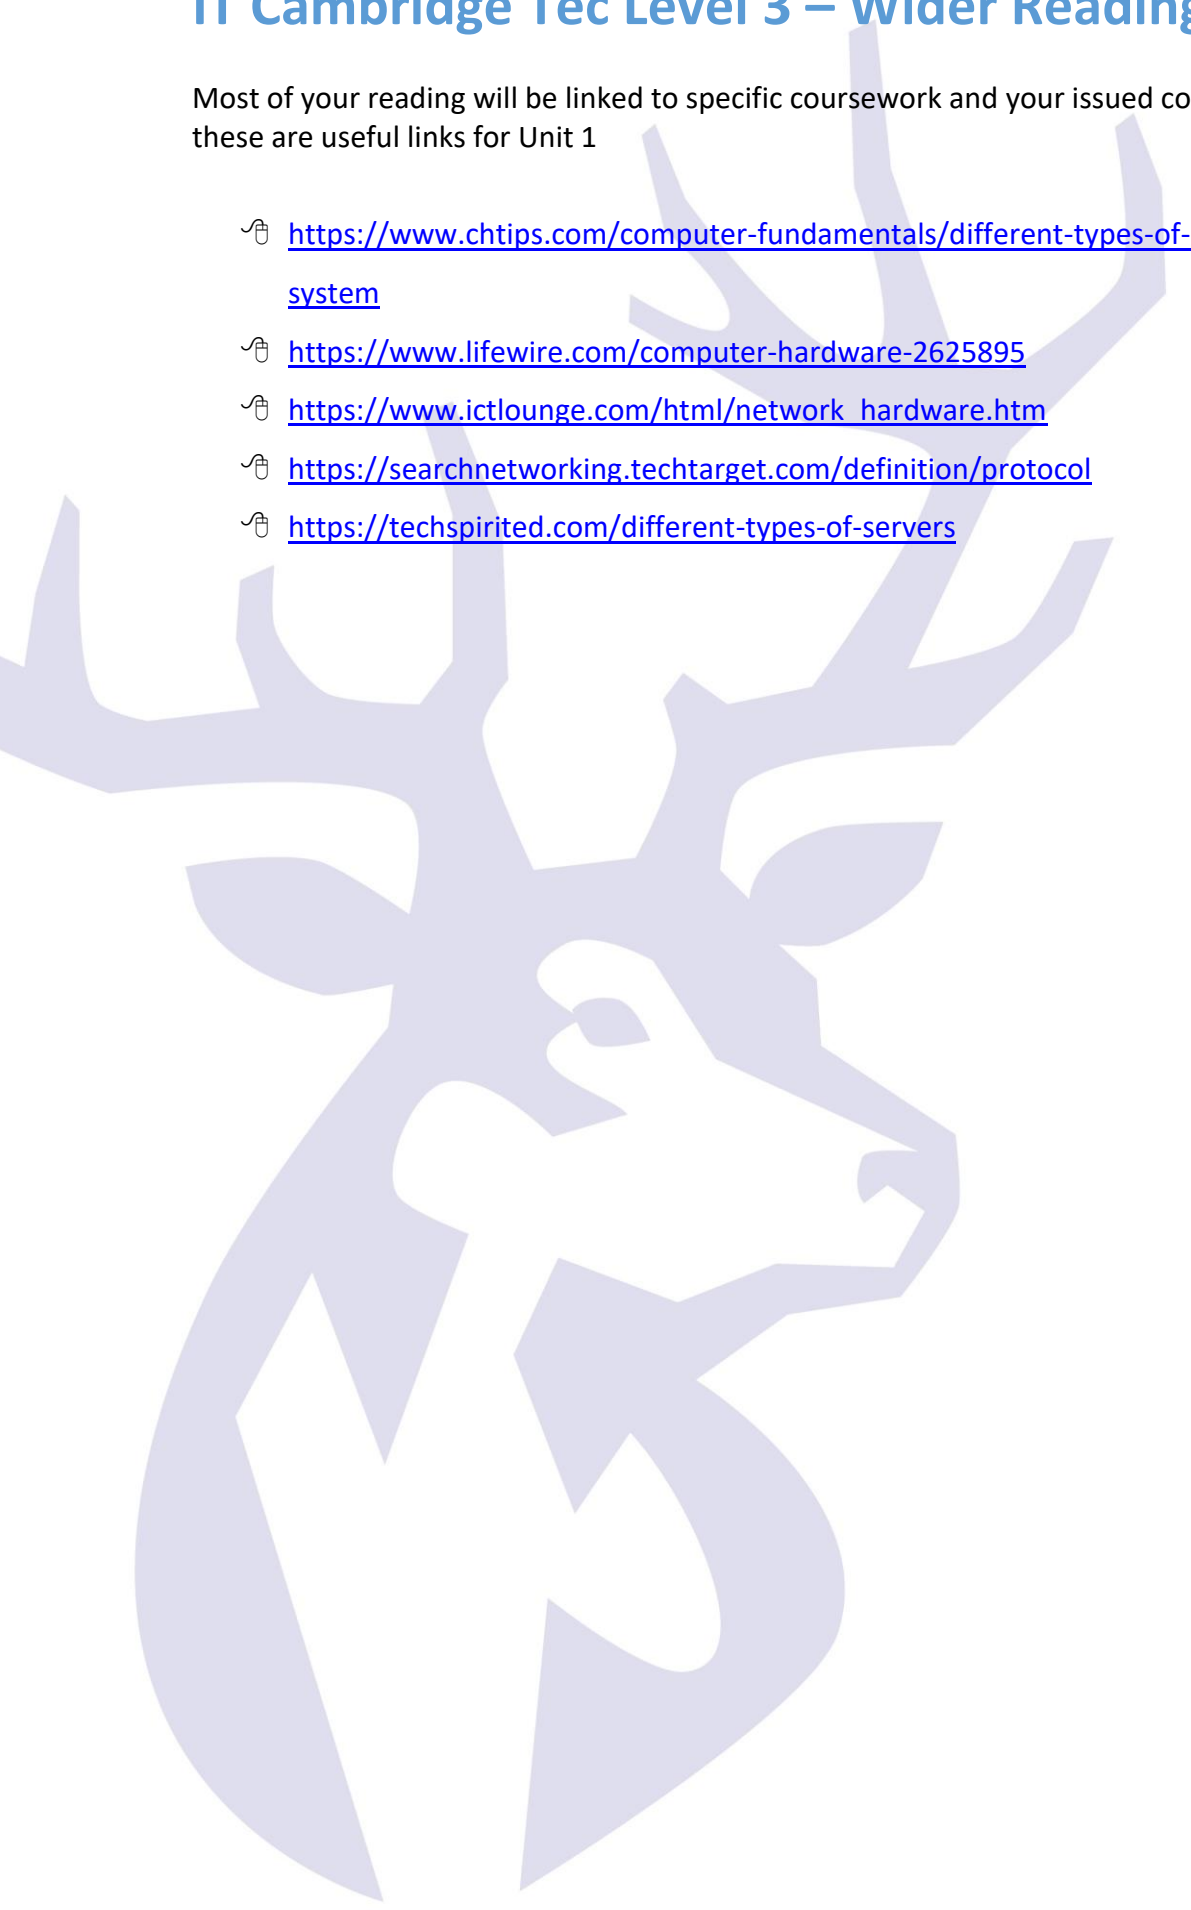 IT Cambridge Tec Level 3 – Wider Reading
Most of your reading will be linked to specific coursework and your issued co
these are useful links for Unit 1
https://www.chtips.com/computer-fundamentals/different-types-of-
system
https://www.lifewire.com/computer-hardware-2625895
https://www.ictlounge.com/html/network_hardware.htm
https://searchnetworking.techtarget.com/definition/protocol
https://techspirited.com/different-types-of-servers